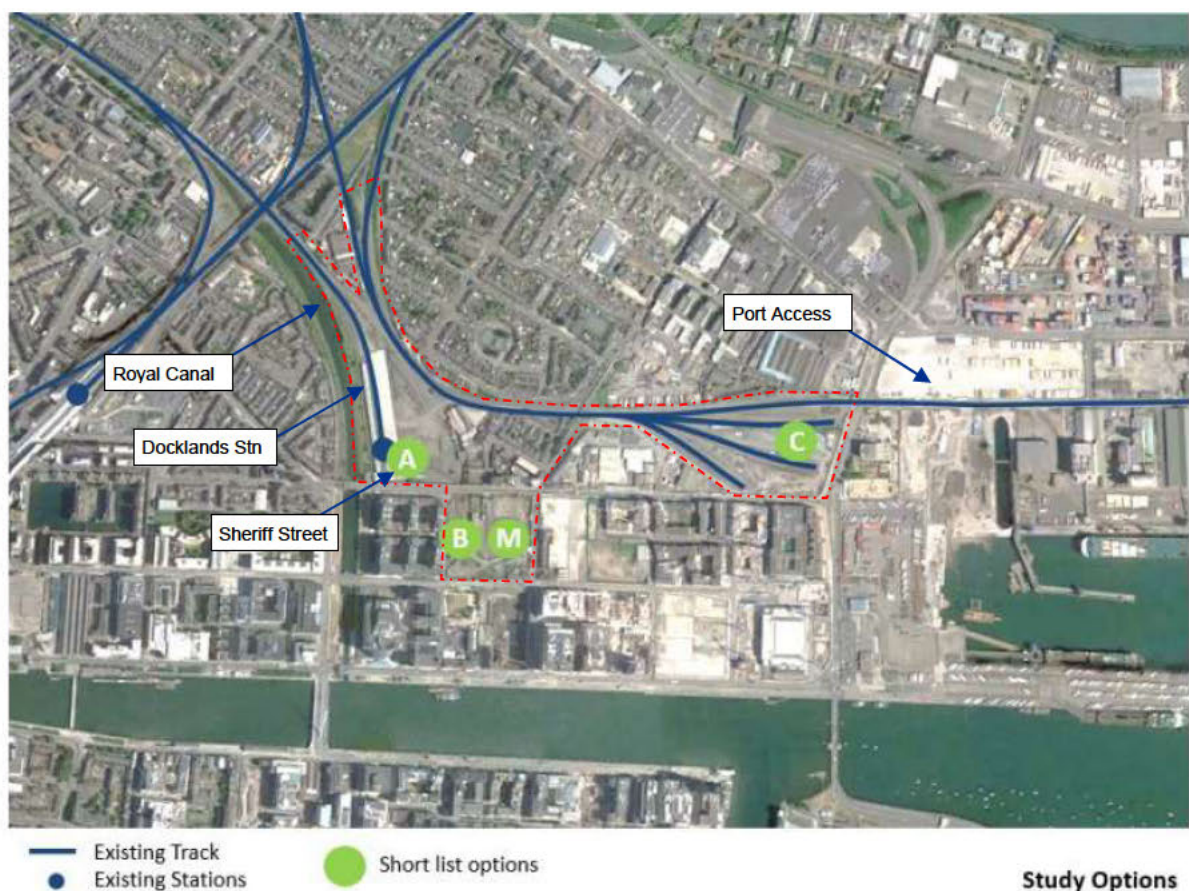 Port Access
Royal Canal
Docklands Stn
A
C
Sheriff Street
B
M
Existing Track
Existing Stations
Short list options
Study Options